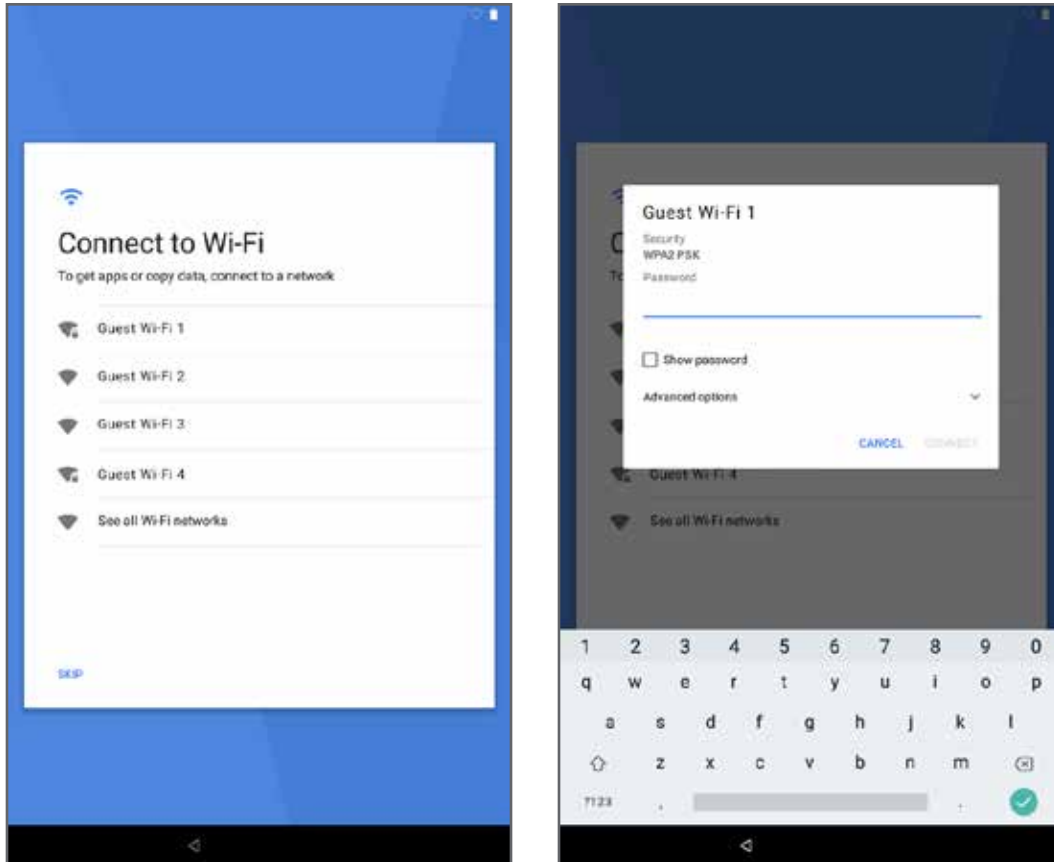 Connect to Wi-Fi
To get apps or copy data, connect to a network
Guest Wi-Fi 1
Guest Wi-Fi 2
Guest Wi-Fi 3
Guest Wi-Fi 4
See all Wi-Fi networks
SKIP
Guest Wi-Fi 1
Security
WPA2 PSK
Password
Show password
Advanced options
CANCEL CONNECT
To
Guest Wi-Fi 4
See all Wi-Fi networks
1 2 3 4 5 6 7 8 9 0
q w e r t y u i o p
a s d f g h j k l
z x c v b n m
?123 , .